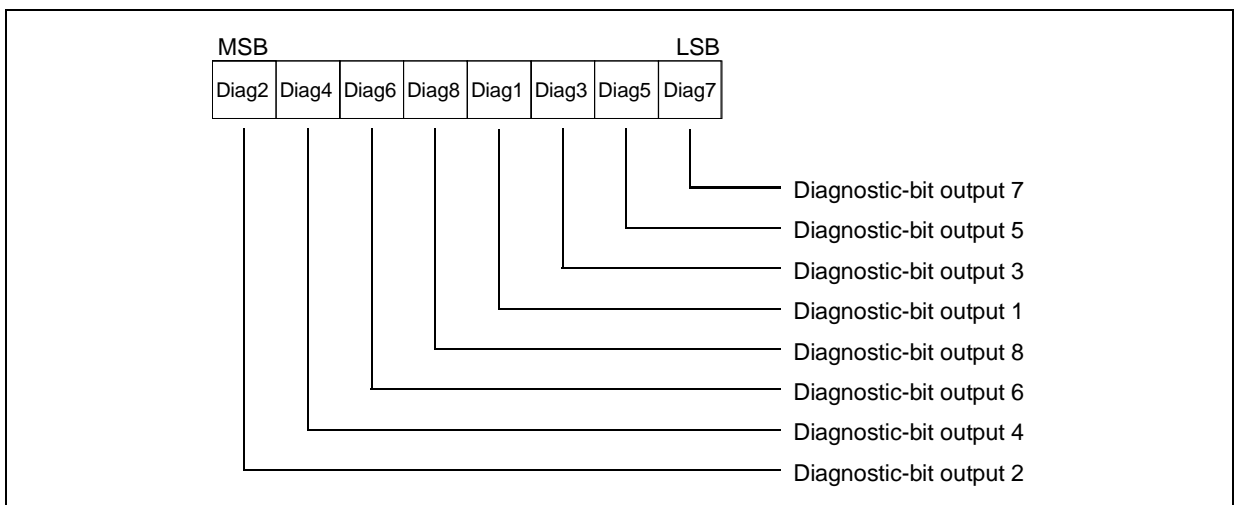 MSB LSB
Diag2 Diag4 Diag6 Diag8 Diag1 Diag3 Diag5 Diag7
Diagnostic-bit output 7
Diagnostic-bit output 5
Diagnostic-bit output 3
Diagnostic-bit output 1
Diagnostic-bit output 8
Diagnostic-bit output 6
Diagnostic-bit output 4
Diagnostic-bit output 2